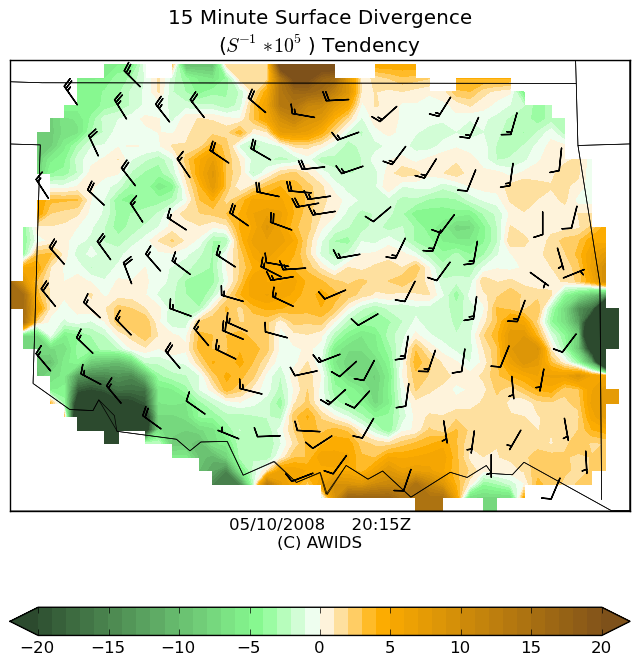 15 Minute Surface Divergence
(S⁻¹ * 10⁵ ) Tendency
05/10/2008 20:15Z
(C) AWIDS
−20 −15 −10 −5 0 5 10 15 20